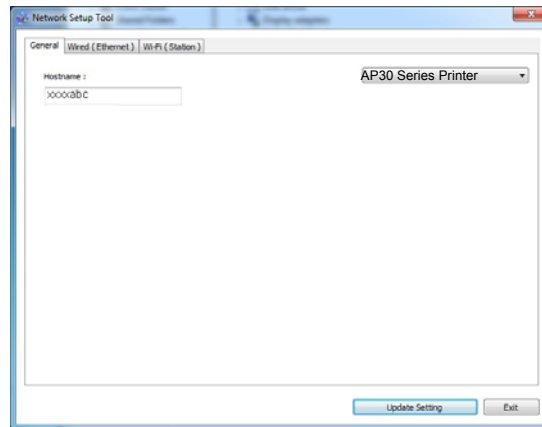 Network Setup Tool
General Wired ( Ethernet ) Wi-Fi ( Station )
Hostname :
AP30 Series Printer
xxxxabc
Update Setting Exit